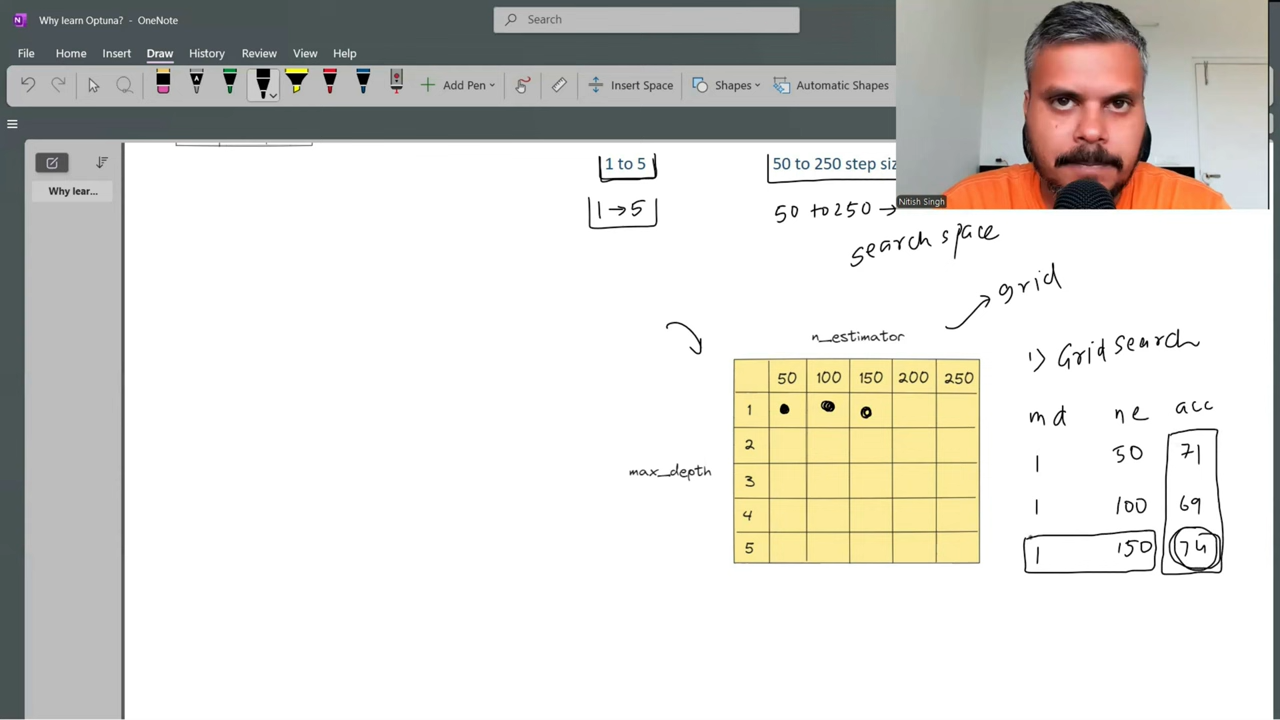 Why learn Optuna? - OneNote
Search
File Home Insert Draw History Review View Help
Add Pen Insert Space Shapes Automatic Shapes
Nitish Singh
Why lear...
1 to 5 50 to 250 step siz
1 → 5 50 to 250 →
search space
grid
n_estimator
1) Grid Search
50 100 150 200 250
1
2
3
4
5
max_depth
md ne acc
1 50 71
1 100 69
1 150 74